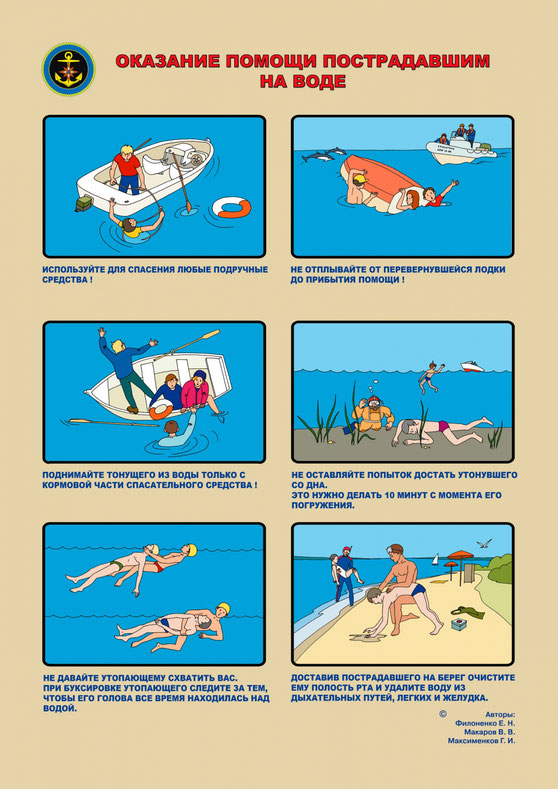 ОКАЗАНИЕ ПОМОЩИ ПОСТРАДАВШИМ
НА ВОДЕ
ИСПОЛЬЗУЙТЕ ДЛЯ СПАСЕНИЯ ЛЮБЫЕ ПОДРУЧНЫЕ
СРЕДСТВА !
НЕ ОТПЛЫВАЙТЕ ОТ ПЕРЕВЕРНУВШЕЙСЯ ЛОДКИ
ДО ПРИБЫТИЯ ПОМОЩИ !
ПОДНИМАЙТЕ ТОНУЩЕГО ИЗ ВОДЫ ТОЛЬКО С
КОРМОВОЙ ЧАСТИ СПАСАТЕЛЬНОГО СРЕДСТВА !
НЕ ОСТАВЛЯЙТЕ ПОПЫТОК ДОСТАТЬ УТОНУВШЕГО
СО ДНА.
ЭТО НУЖНО ДЕЛАТЬ 10 МИНУТ С МОМЕНТА ЕГО
ПОГРУЖЕНИЯ.
НЕ ДАВАЙТЕ УТОПАЮЩЕМУ СХВАТИТЬ ВАС.
ПРИ БУКСИРОВКЕ УТОПАЮЩЕГО СЛЕДИТЕ ЗА ТЕМ,
ЧТОБЫ ЕГО ГОЛОВА ВСЕ ВРЕМЯ НАХОДИЛАСЬ НАД
ВОДОЙ.
ДОСТАВИВ ПОСТРАДАВШЕГО НА БЕРЕГ ОЧИСТИТЕ
ЕМУ ПОЛОСТЬ РТА И УДАЛИТЕ ВОДУ ИЗ
ДЫХАТЕЛЬНЫХ ПУТЕЙ, ЛЕГКИХ И ЖЕЛУДКА.
© Авторы:
Филоненко Е. Н.
Макаров В. В.
Максименков Г. И.